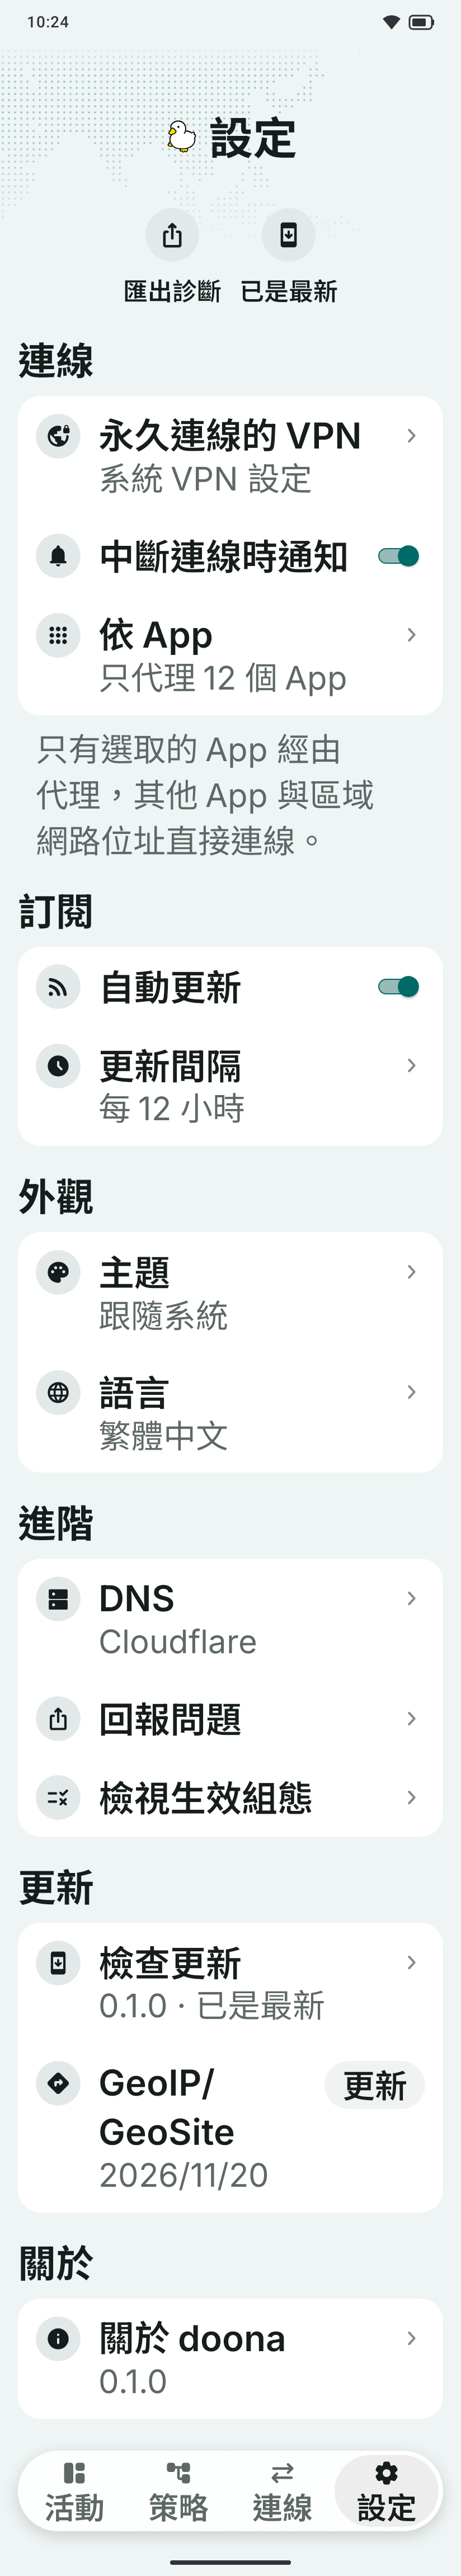 10:24
設定
匯出診斷
已是最新
連線
永久連線的 VPN
系統 VPN 設定
中斷連線時通知
依 App
只代理 12 個 App
只有選取的 App 經由
代理，其他 App 與區域
網路位址直接連線。
訂閱
自動更新
更新間隔
每 12 小時
外觀
主題
跟隨系統
語言
繁體中文
進階
DNS
Cloudflare
回報問題
檢視生效組態
更新
檢查更新
0.1.0 · 已是最新
GeoIP/
GeoSite
更新
2026/11/20
關於
關於 doona
0.1.0
活動
策略
連線
設定